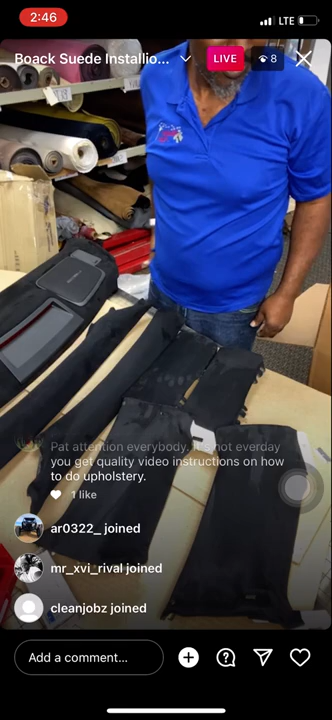 2:46
LTE
Boack Suede Installio...
LIVE
8
Pat attention everybody. It's not everday
you get quality video instructions on how
to do upholstery.
1 like
ar0322_ joined
mr_xvi_rival joined
cleanjobz joined
Add a comment...